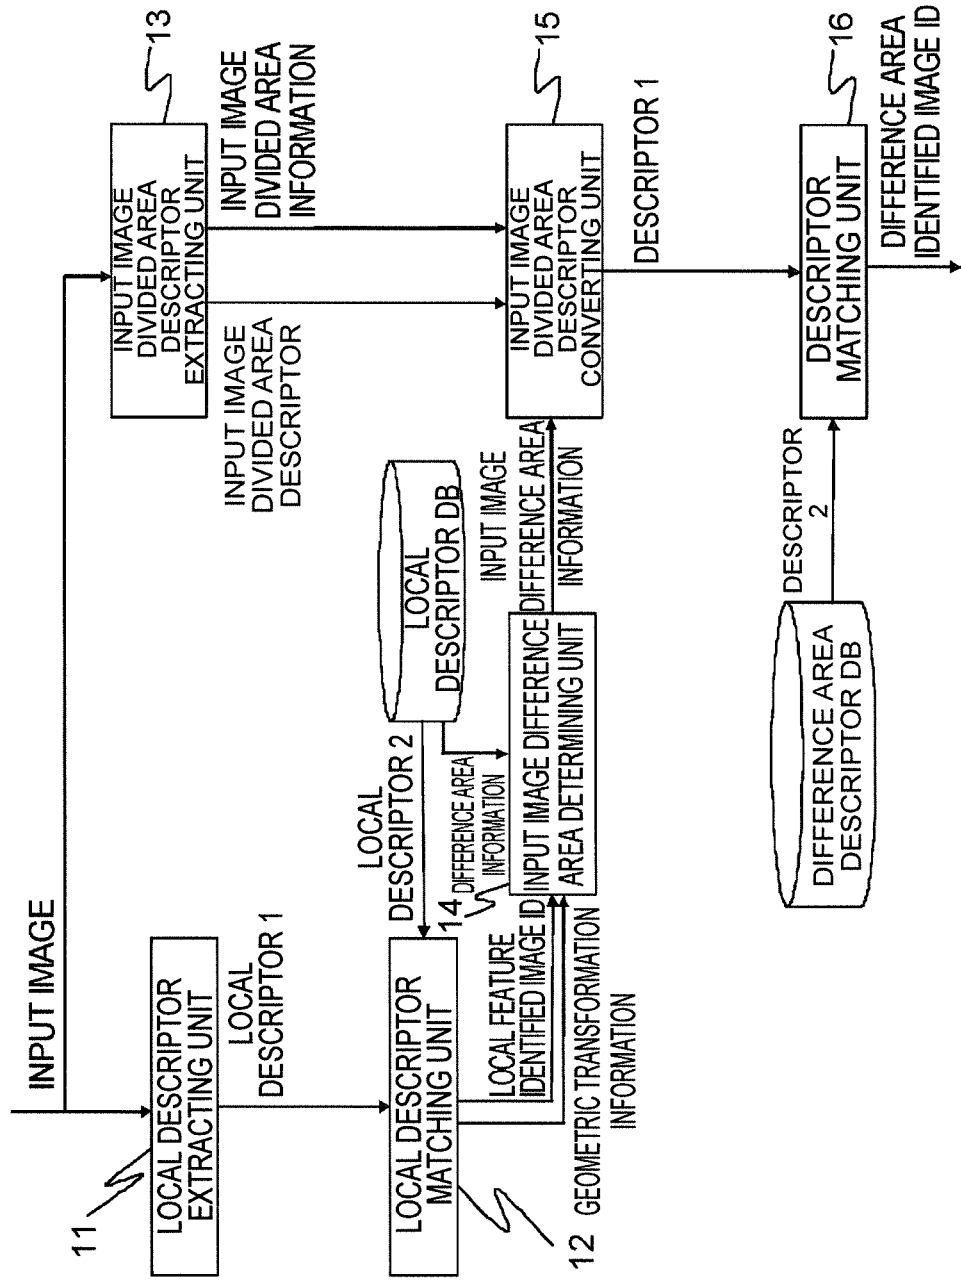 INPUT IMAGE
11
LOCAL DESCRIPTOR
EXTRACTING UNIT
LOCAL
DESCRIPTOR 1
12
LOCAL DESCRIPTOR
MATCHING UNIT
LOCAL
DESCRIPTOR 2
LOCAL
DESCRIPTOR DB
DIFFERENCE AREA
INFORMATION
LOCAL FEATURE
IDENTIFIED IMAGE ID
GEOMETRIC TRANSFORMATION
INFORMATION
14
INPUT IMAGE DIFFERENCE
AREA DETERMINING UNIT
INPUT IMAGE
DIFFERENCE AREA
INFORMATION
13
INPUT IMAGE
DIVIDED AREA
DESCRIPTOR
EXTRACTING UNIT
INPUT IMAGE
DIVIDED AREA
DESCRIPTOR
INPUT IMAGE
DIVIDED AREA
INFORMATION
15
INPUT IMAGE
DIVIDED AREA
DESCRIPTOR
CONVERTING UNIT
DESCRIPTOR 1
DIFFERENCE AREA
DESCRIPTOR DB
DESCRIPTOR
2
16
DESCRIPTOR
MATCHING UNIT
DIFFERENCE AREA
IDENTIFIED IMAGE ID